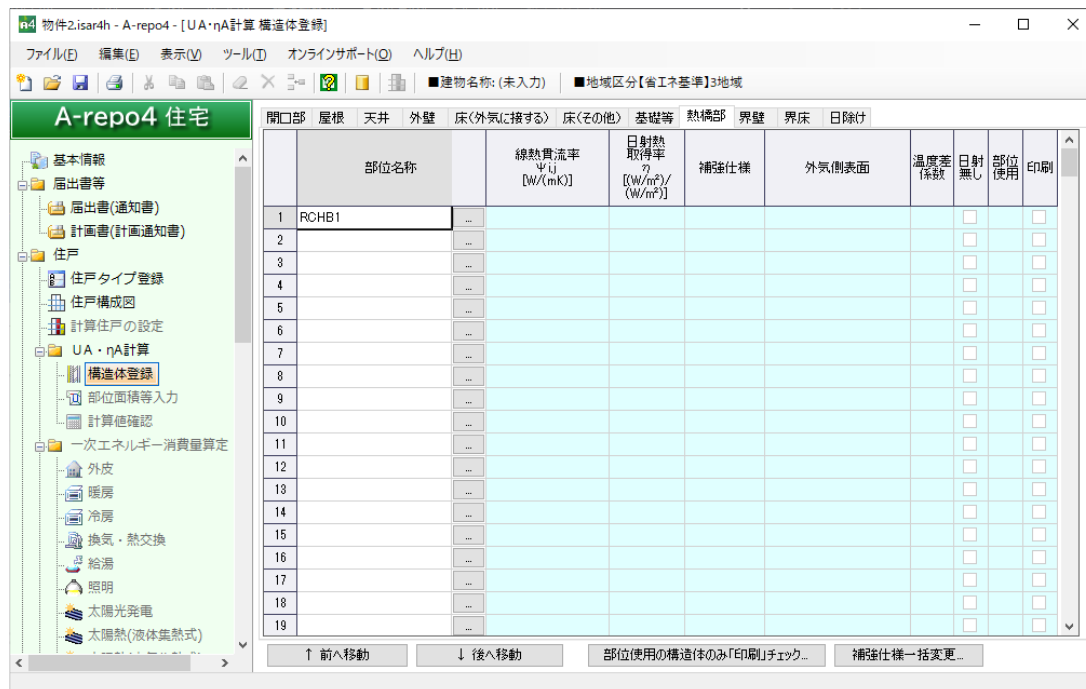 物件2.isar4h - A-repo4 - [UA・ηA計算 構造体登録]
ファイル(F) 編集(E) 表示(V) ツール(T) オンラインサポート(O) ヘルプ(H)
■建物名称: (未入力) ■地域区分【省エネ基準】3地域
A-repo4 住宅
基本情報
届出書等
届出書(通知書)
計画書(計画通知書)
住戸
住戸タイプ登録
住戸構成図
計算住戸の設定
UA・ηA計算
構造体登録
部位面積等入力
計算値確認
一次エネルギー消費量算定
外皮
暖房
冷房
換気・熱交換
給湯
照明
太陽光発電
太陽熱(液体集熱式)
開口部 屋根 天井 外壁 床(外気に接する) 床(その他) 基礎等 熱橋部 界壁 界床 日除け
部位名称
線熱貫流率
Ψi,j
[W/(mK)]
日射熱
取得率
η
[(W/m²)/
(W/m²)]
補強仕様
外気側表面
温度差
係数
日射
無し
部位
使用
印刷
1 RCHB1 ...
2 ...
3 ...
4 ...
5 ...
6 ...
7 ...
8 ...
9 ...
10 ...
11 ...
12 ...
13 ...
14 ...
15 ...
16 ...
17 ...
18 ...
19 ...
↑ 前へ移動 ↓ 後へ移動 部位使用の構造体のみ「印刷」チェック... 補強仕様一括変更...